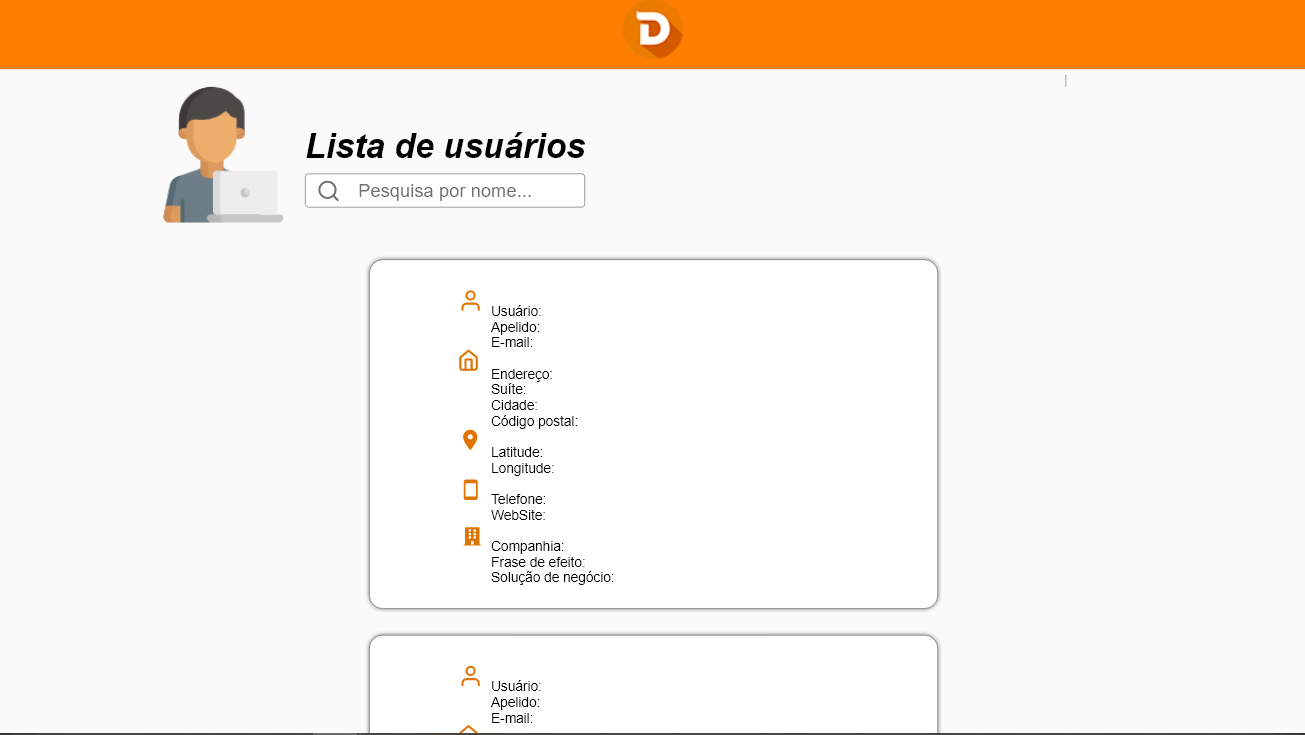 D
Lista de usuários
Pesquisa por nome...
Usuário:
Apelido:
E-mail:
Endereço:
Suíte:
Cidade:
Código postal:
Latitude:
Longitude:
Telefone:
WebSite:
Companhia:
Frase de efeito:
Solução de negócio:
Usuário:
Apelido:
E-mail: